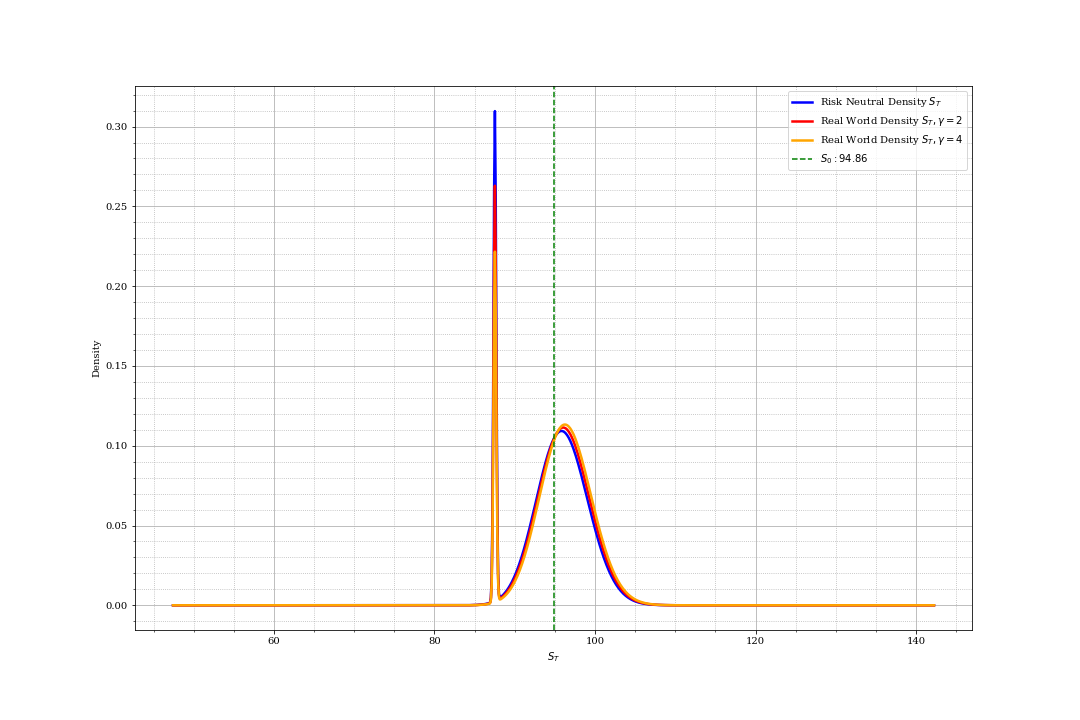 Risk Neutral Density $S_T$
Real World Density $S_T, γ = 2$
Real World Density $S_T, γ = 4$
$S_0 : 94.86$
0.30
0.25
0.20
0.15
0.10
0.05
0.00
Density
60 80 100 120 140
$S_T$